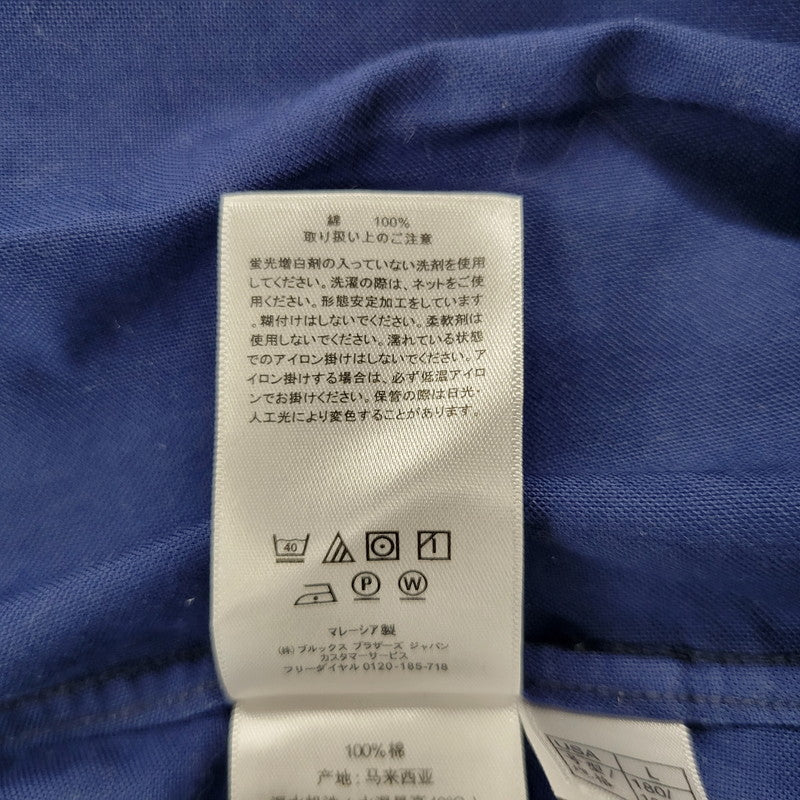 綿 100%
取り扱い上のご注意
蛍光増白剤の入っていない洗剤を使用
してください。洗濯の際は、ネットをご使
用ください。形態安定加工をしています
。糊付けはしないでください。柔軟剤は
使用しないでください。濡れている状態
でのアイロン掛けはしないでください。ア
イロン掛けする場合は、必ず低温アイロ
ンでお掛けください。保管の際は日光・
人工光により変色することがあります。
40
P W
マレーシア製
(株)ブルックス ブラザーズ ジャパン
カスタマーサービス
フリーダイヤル 0120-185-718
100%棉
产地: 马来西亚
USA
L
180/